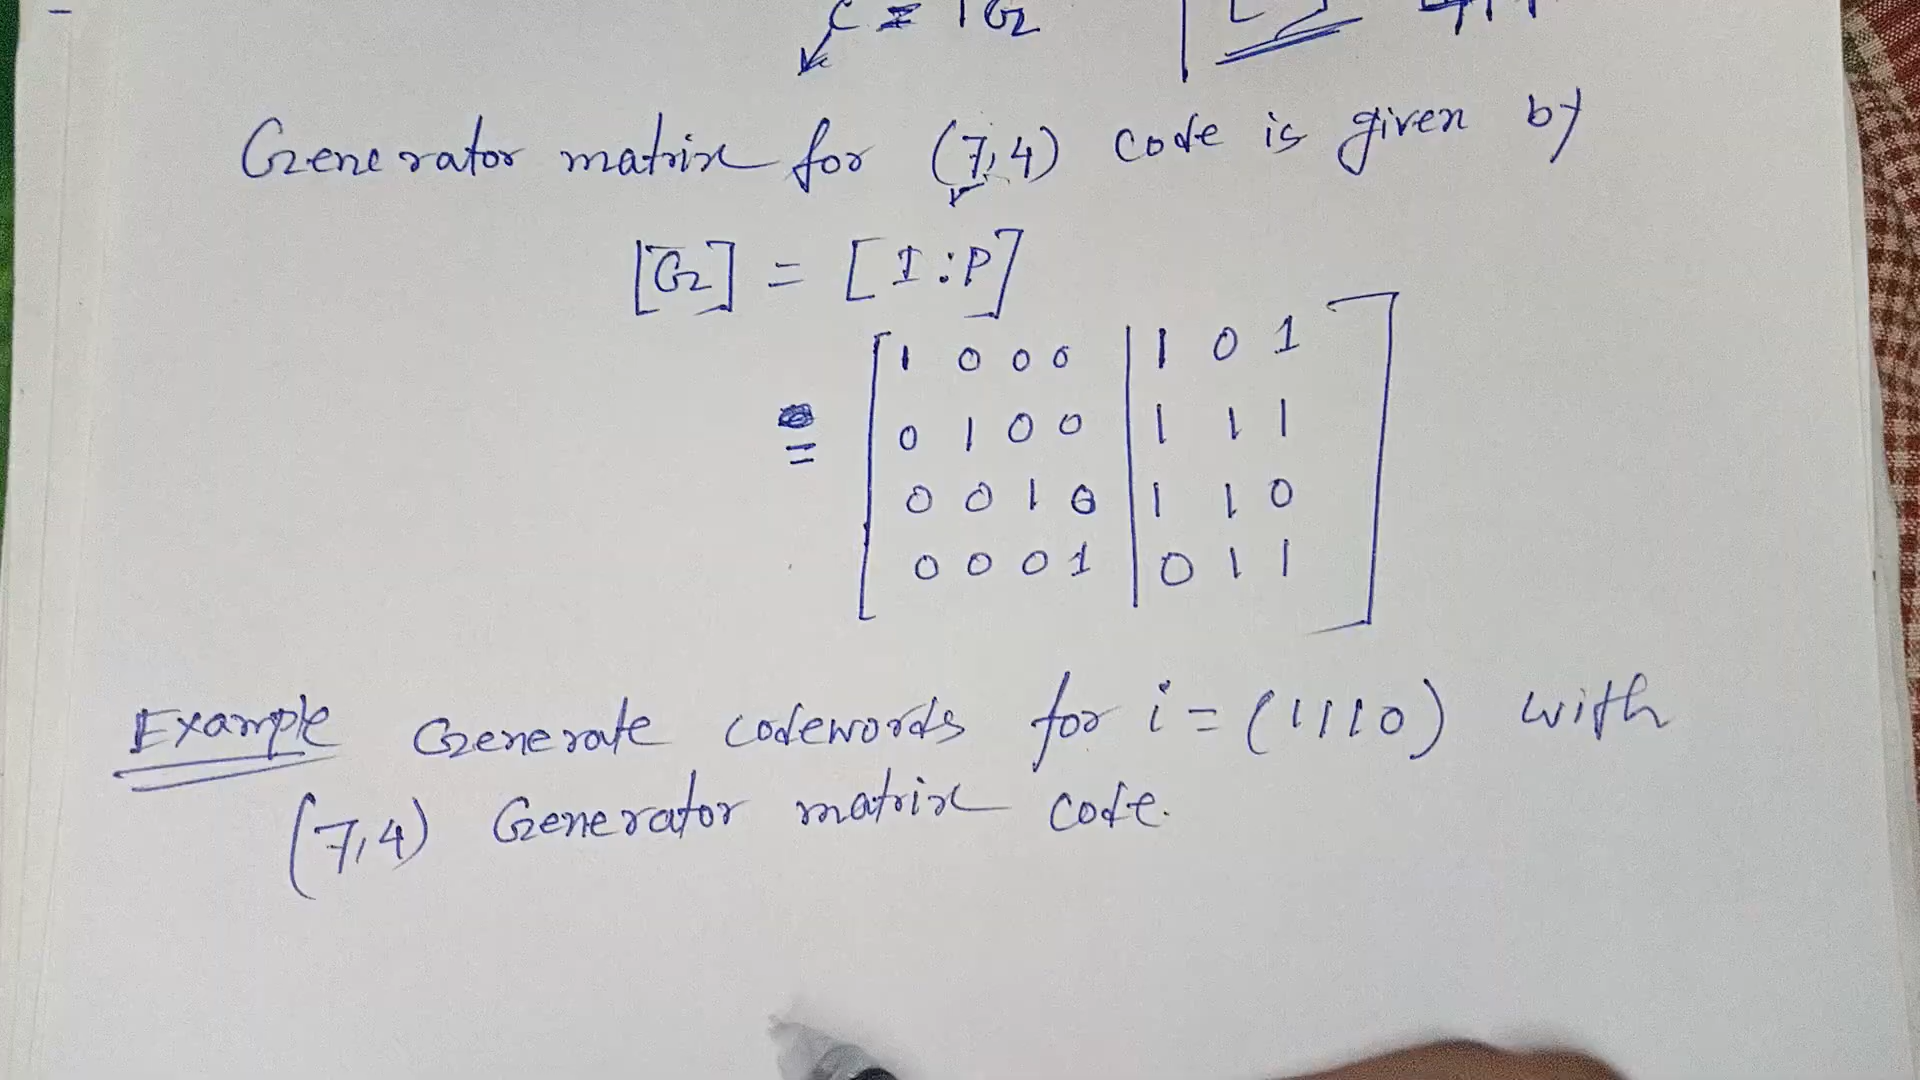 C = iG
Generator matrix for (7,4) code is given by
[G] = [I:P]
= [1 0 0 0 | 1 0 1
0 1 0 0 | 1 1 1
0 0 1 0 | 1 1 0
0 0 0 1 | 0 1 1]
Example Generate codewords for i = (1110) with
(7,4) Generator matrix code.